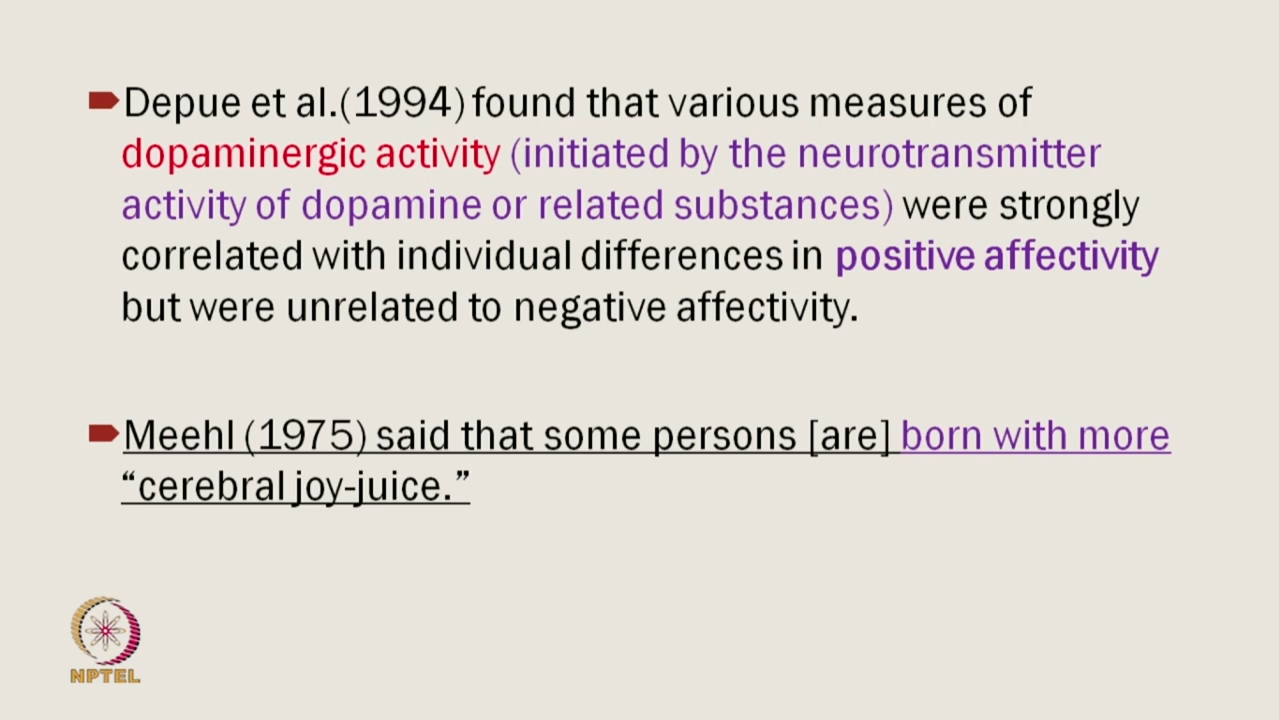 Depue et al.(1994) found that various measures of
dopaminergic activity (initiated by the neurotransmitter
activity of dopamine or related substances) were strongly
correlated with individual differences in positive affectivity
but were unrelated to negative affectivity.
Meehl (1975) said that some persons [are] born with more
“cerebral joy-juice.”
NPTEL